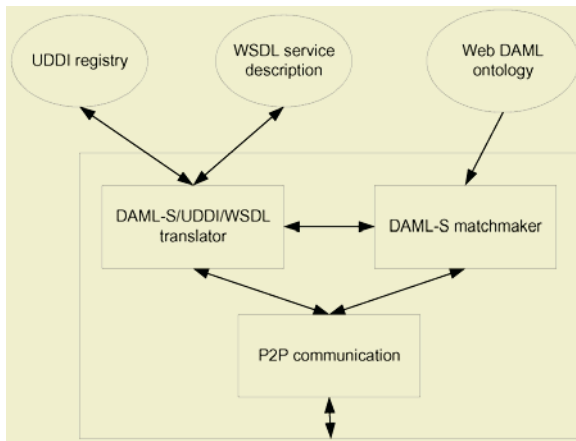 UDDI registry
WSDL service
description
Web DAML
ontology
DAML-S/UDDI/WSDL
translator
DAML-S matchmaker
P2P communication